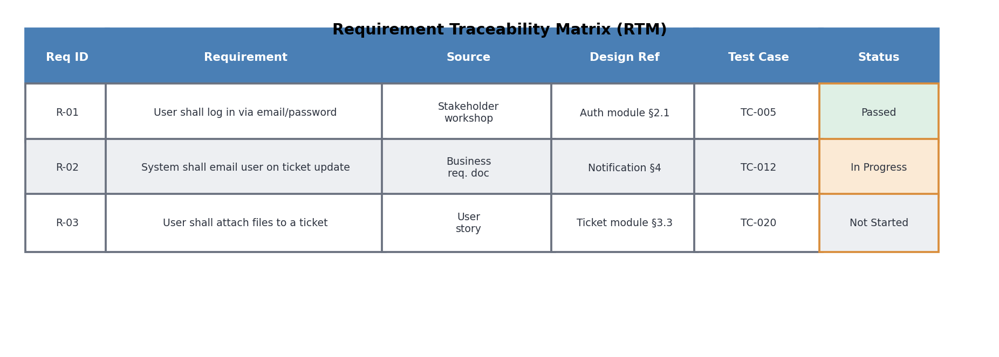 Requirement Traceability Matrix (RTM)
Req ID Requirement Source Design Ref Test Case Status
R-01 User shall log in via email/password Stakeholder workshop Auth module §2.1 TC-005 Passed
R-02 System shall email user on ticket update Business req. doc Notification §4 TC-012 In Progress
R-03 User shall attach files to a ticket User story Ticket module §3.3 TC-020 Not Started